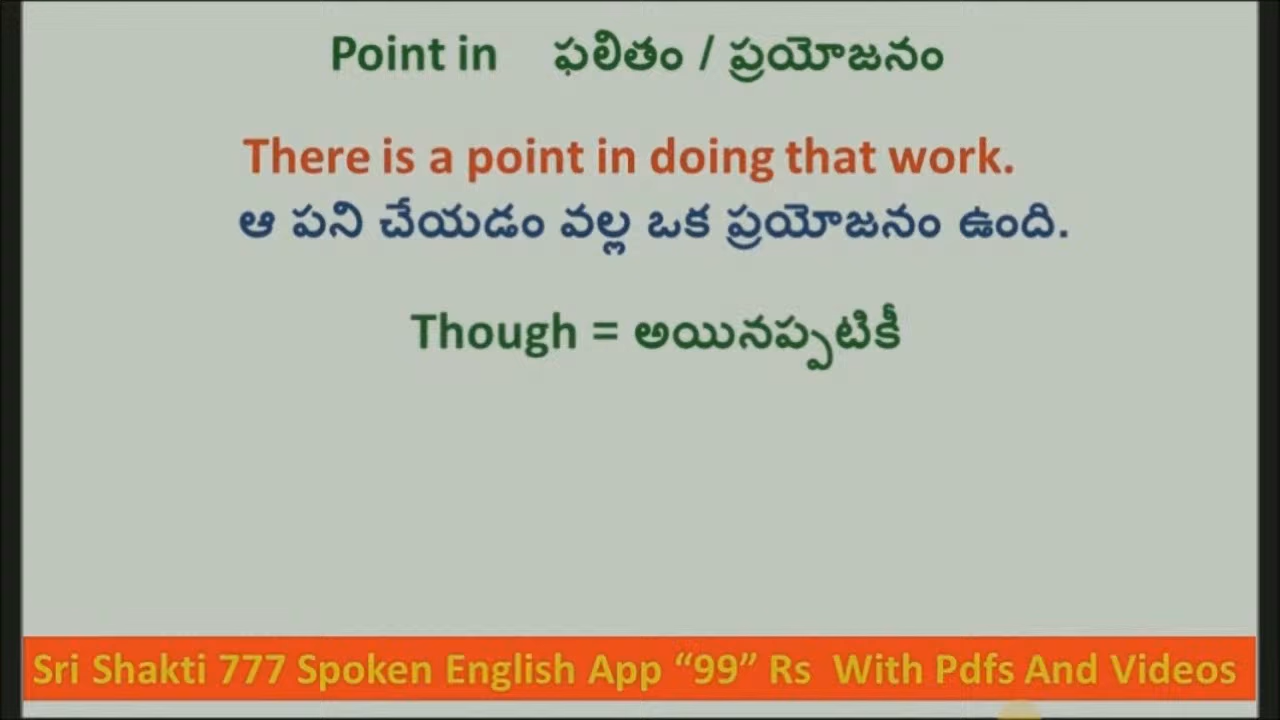 Point in ఫలితం / ప్రయోజనం
There is a point in doing that work.
ఆ పని చేయడం వల్ల ఒక ప్రయోజనం ఉంది.
Though = అయినప్పటికీ
Sri Shakti 777 Spoken English App “99” Rs With Pdfs And Videos